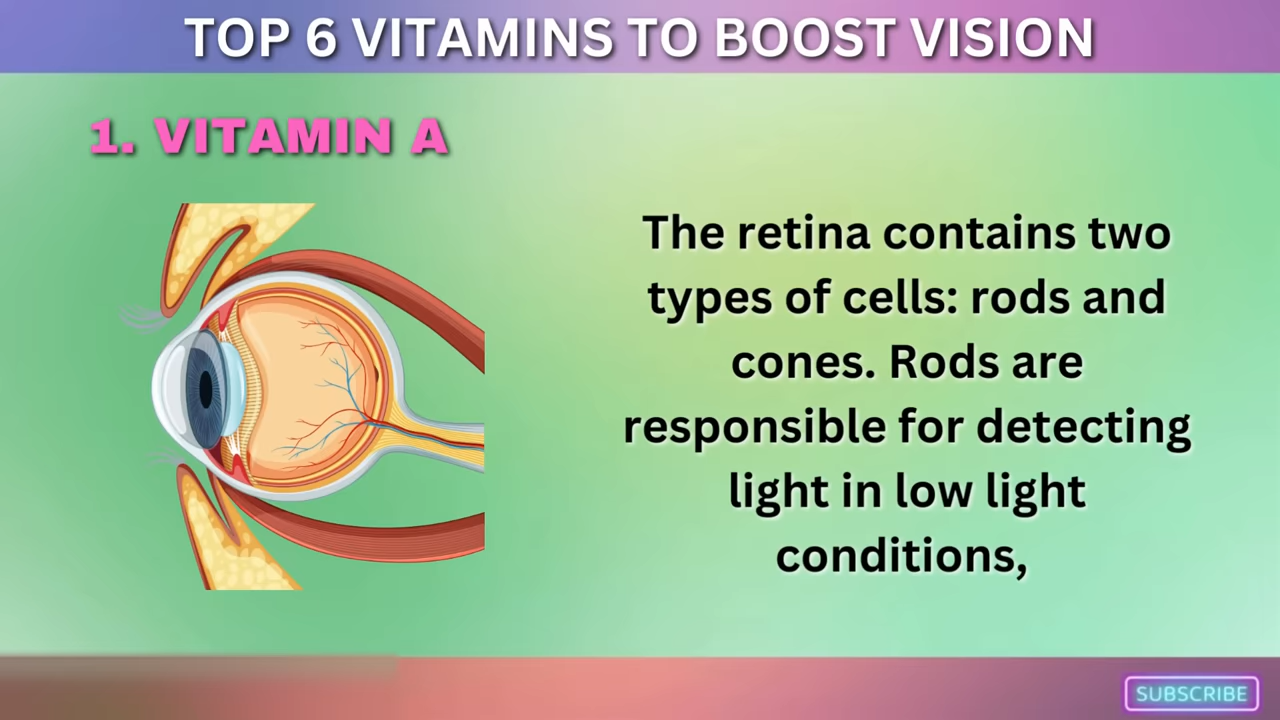 TOP 6 VITAMINS TO BOOST VISION
1. VITAMIN A
The retina contains two
types of cells: rods and
cones. Rods are
responsible for detecting
light in low light
conditions,
SUBSCRIBE